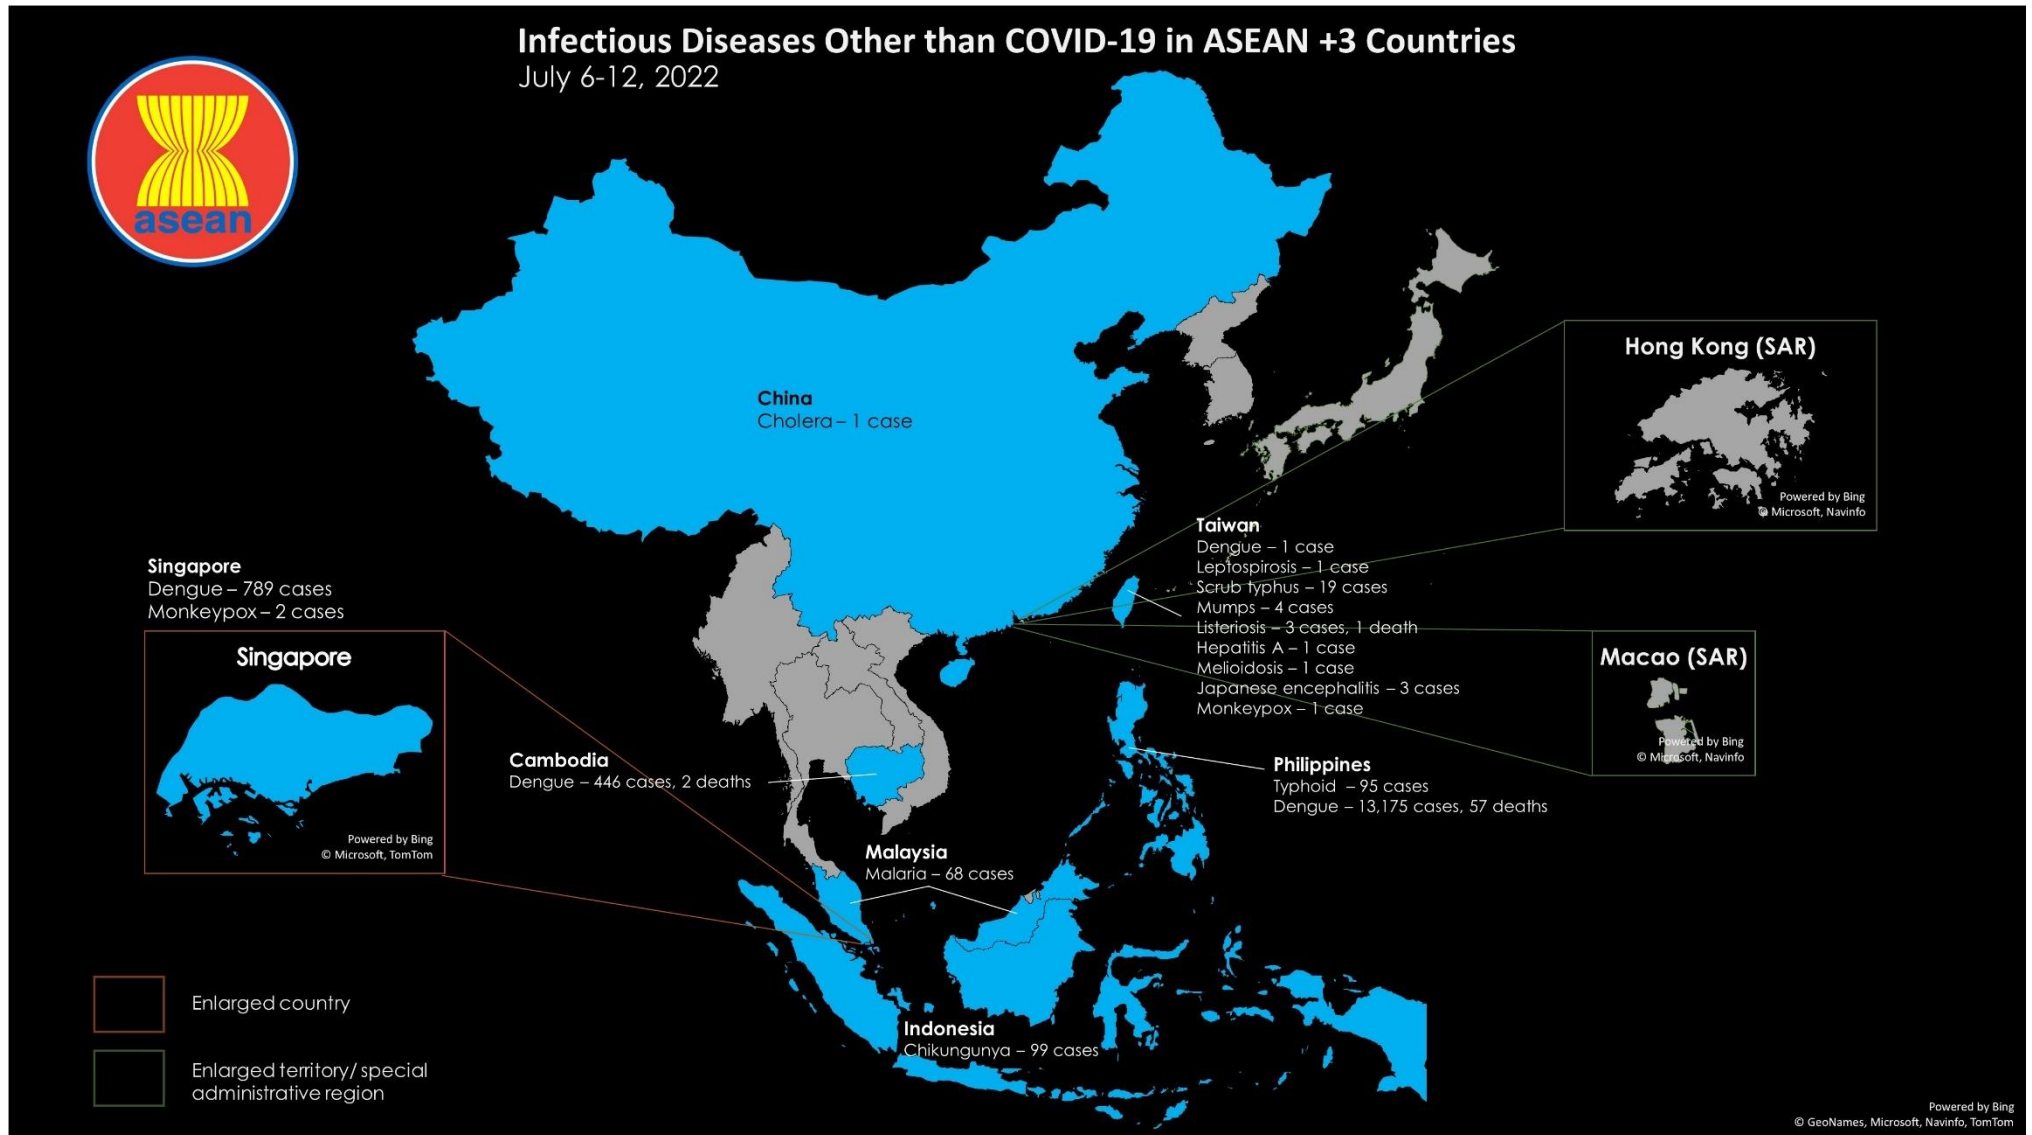 Infectious Diseases Other than COVID-19 in ASEAN +3 Countries
July 6-12, 2022
asean
China
Cholera – 1 case
Hong Kong (SAR)
Powered by Bing
© Microsoft, Navinfo
Taiwan
Dengue – 1 case
Leptospirosis – 1 case
Scrub typhus – 19 cases
Mumps – 4 cases
Listeriosis – 3 cases, 1 death
Hepatitis A – 1 case
Melioidosis – 1 case
Japanese encephalitis – 3 cases
Monkeypox – 1 case
Singapore
Dengue – 789 cases
Monkeypox – 2 cases
Singapore
Powered by Bing
© Microsoft, TomTom
Macao (SAR)
Powered by Bing
© Microsoft, Navinfo
Cambodia
Dengue – 446 cases, 2 deaths
Philippines
Typhoid – 95 cases
Dengue – 13,175 cases, 57 deaths
Malaysia
Malaria – 68 cases
Indonesia
Chikungunya – 99 cases
Enlarged country
Enlarged territory/ special
administrative region
Powered by Bing
© GeoNames, Microsoft, Navinfo, TomTom